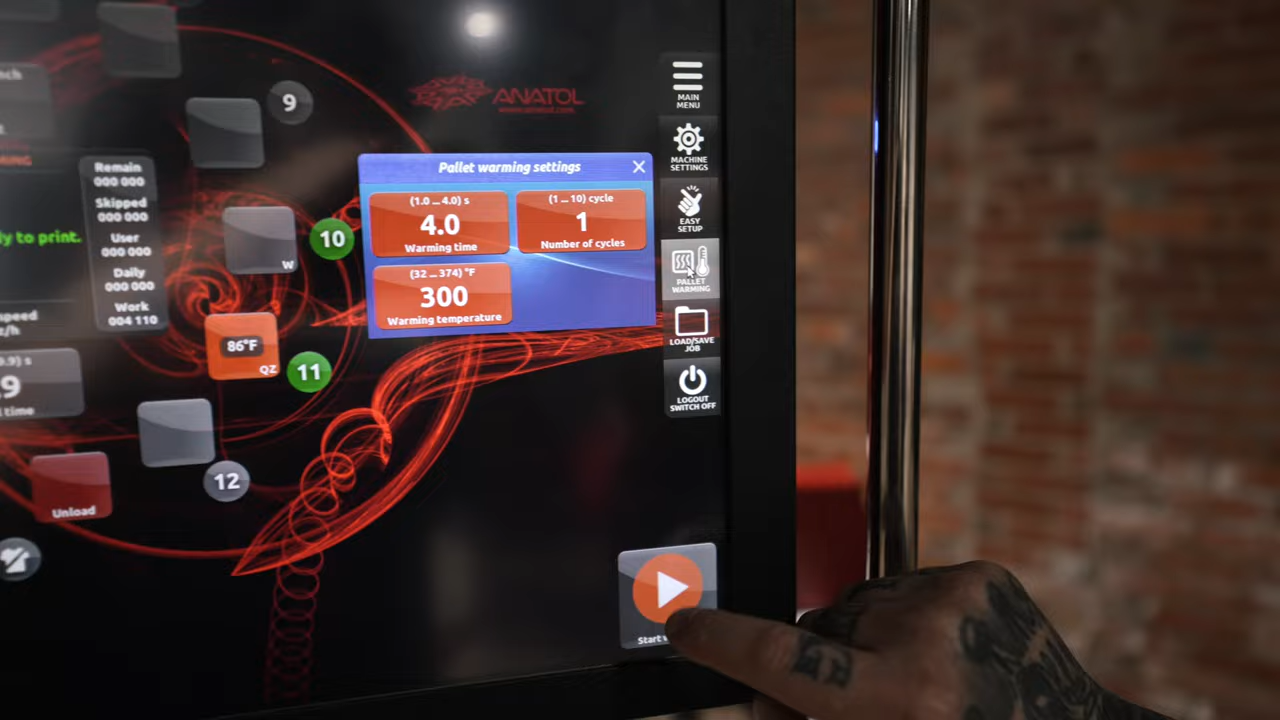 9
ANATOL
MAIN
MENU
MACHINE
SETTINGS
EASY
SETUP
PALLET
WARMING
LOAD/SAVE
JOB
LOGOUT
SWITCH OFF
Pallet warming settings
(1.0 ... 4.0) s
4.0
Warming time
(1 ... 10) cycle
1
Number of cycles
(32 ... 374) °F
300
Warming temperature
Remain
000 000
Skipped
000 000
User
000 000
Daily
000 000
Work
004 110
to print.
10
W
86°F
QZ
11
12
time
Unload
Start